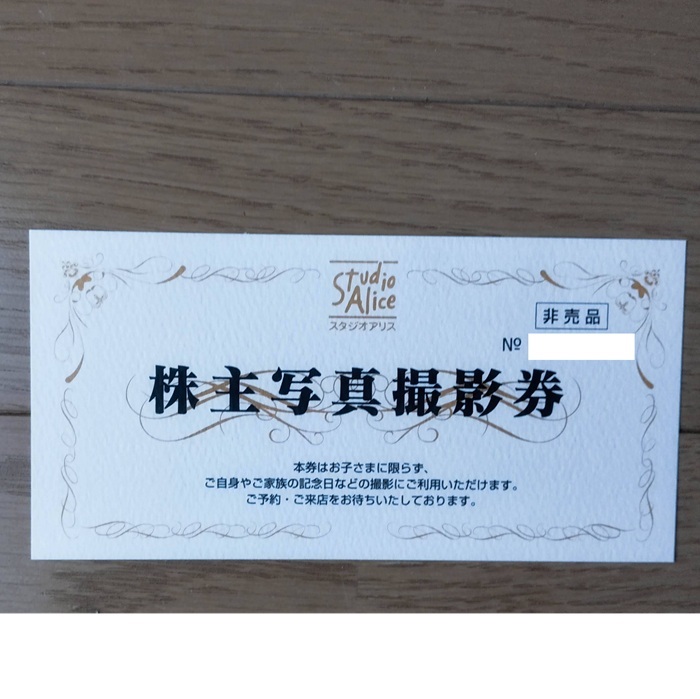 Studio
Alice
スタジオアリス
非売品
№
株主写真撮影券
本券はお子さまに限らず、
ご自身やご家族の記念日などの撮影にご利用いただけます。
ご予約・ご来店をお待ちいたしております。